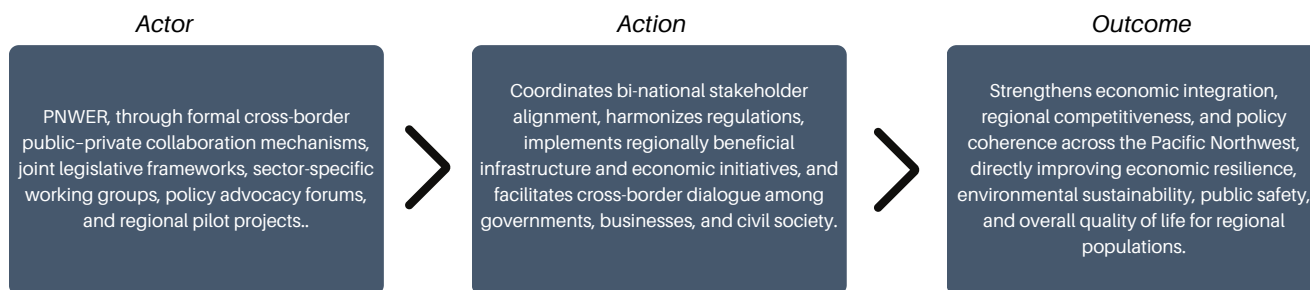 Actor
PNWER, through formal cross-border
public–private collaboration mechanisms,
joint legislative frameworks, sector-specific
working groups, policy advocacy forums,
and regional pilot projects..
Action
Coordinates bi-national stakeholder
alignment, harmonizes regulations,
implements regionally beneficial
infrastructure and economic initiatives, and
facilitates cross-border dialogue among
governments, businesses, and civil society.
Outcome
Strengthens economic integration,
regional competitiveness, and policy
coherence across the Pacific Northwest,
directly improving economic resilience,
environmental sustainability, public safety,
and overall quality of life for regional
populations.